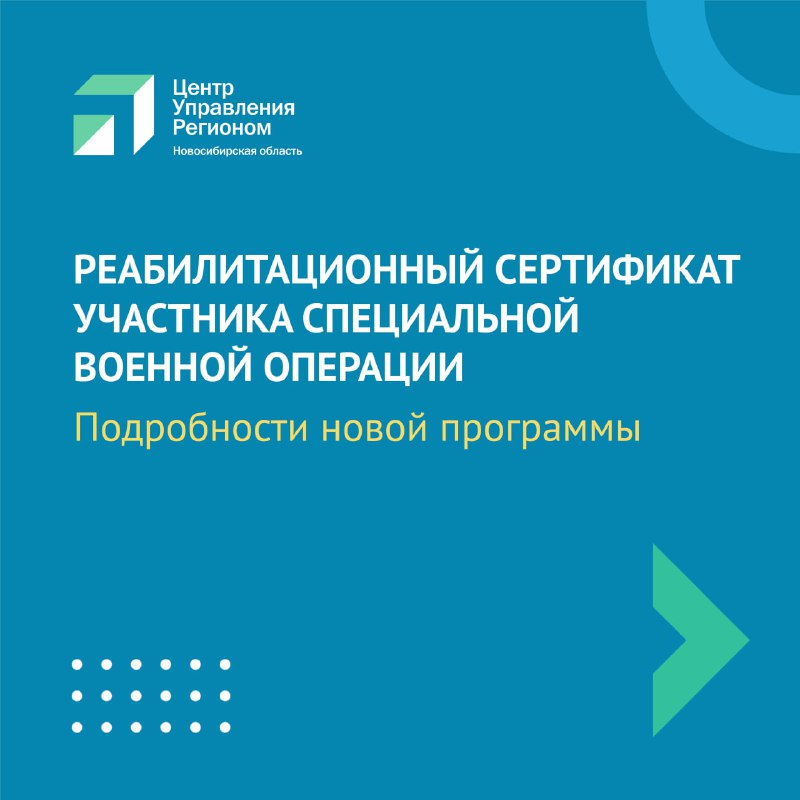 Центр
Управления
Регионом
Новосибирская область
РЕАБИЛИТАЦИОННЫЙ СЕРТИФИКАТ
УЧАСТНИКА СПЕЦИАЛЬНОЙ
ВОЕННОЙ ОПЕРАЦИИ
Подробности новой программы